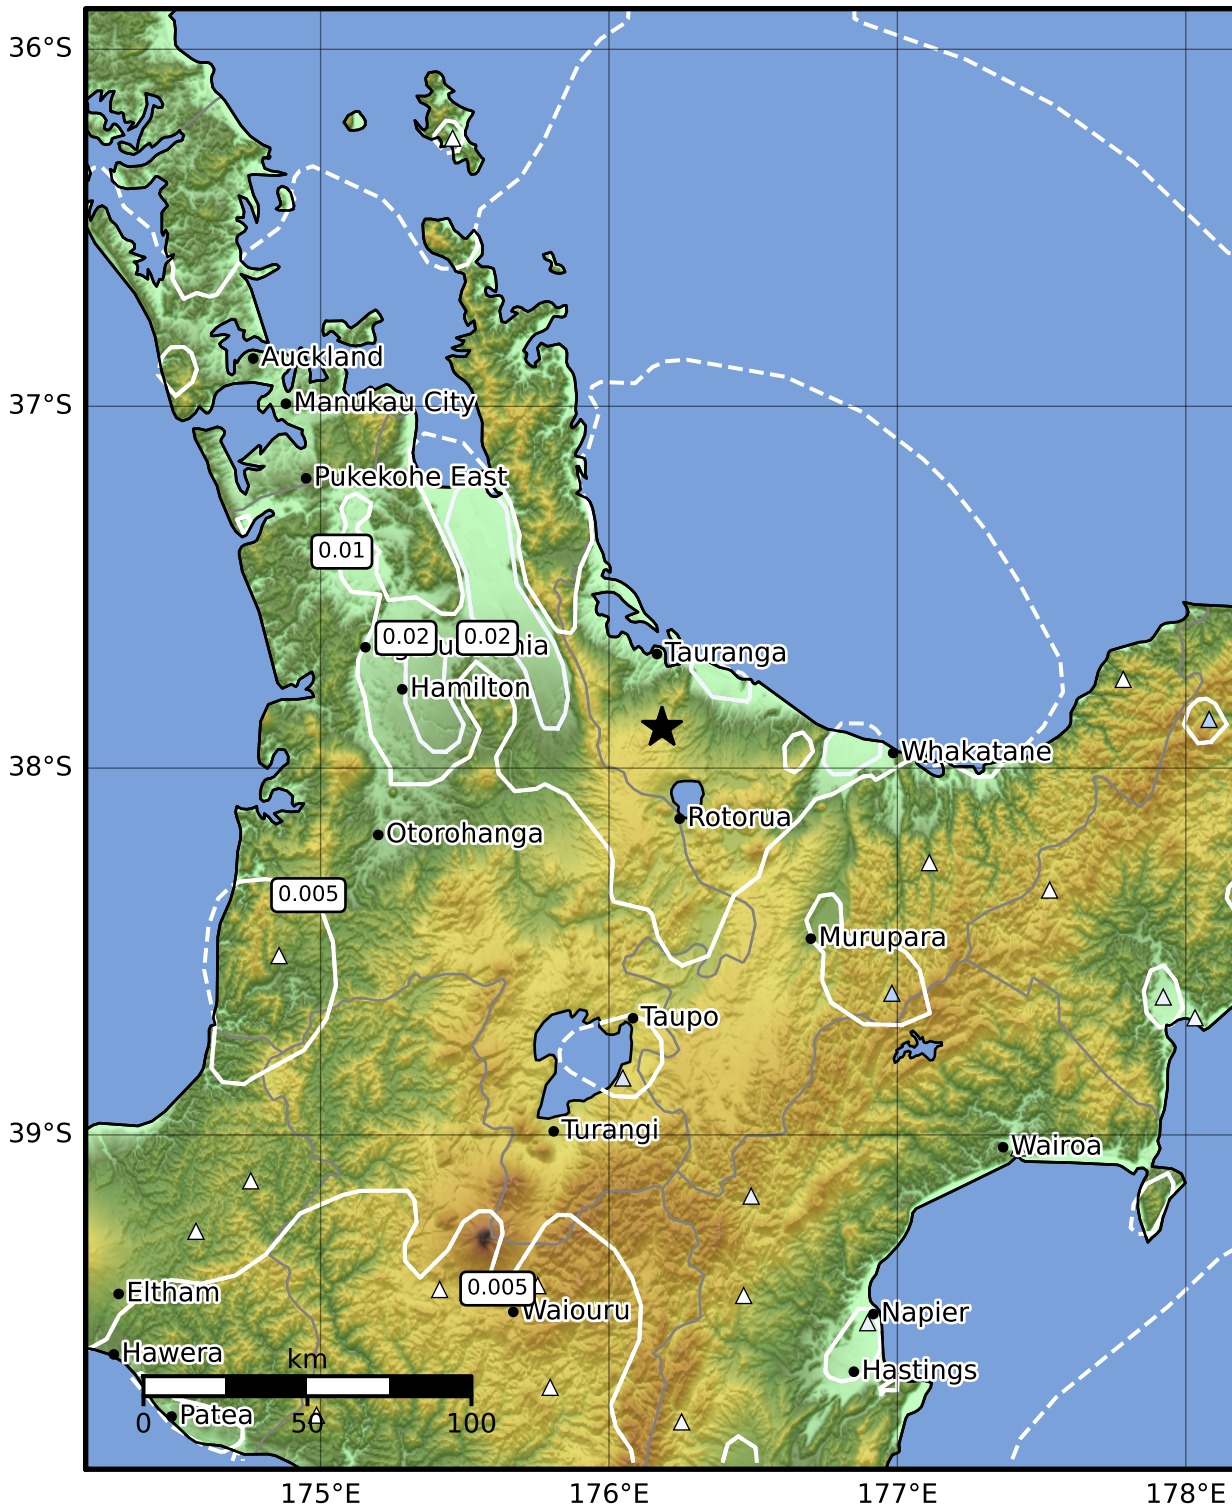 36°S
Auckland
37°S
Manukau City
Pukekohe East
0.01
0.02
0.02
Tauranga
Hamilton
Whakatane
38°S
Rotorua
Otorohanga
0.005
Murupara
Taupo
39°S
Turangi
Wairoa
0.005
Eltham
Waiouru
Napier
Hawera
km
Hastings
Patea
0
50
100
175°E
176°E
177°E
178°E